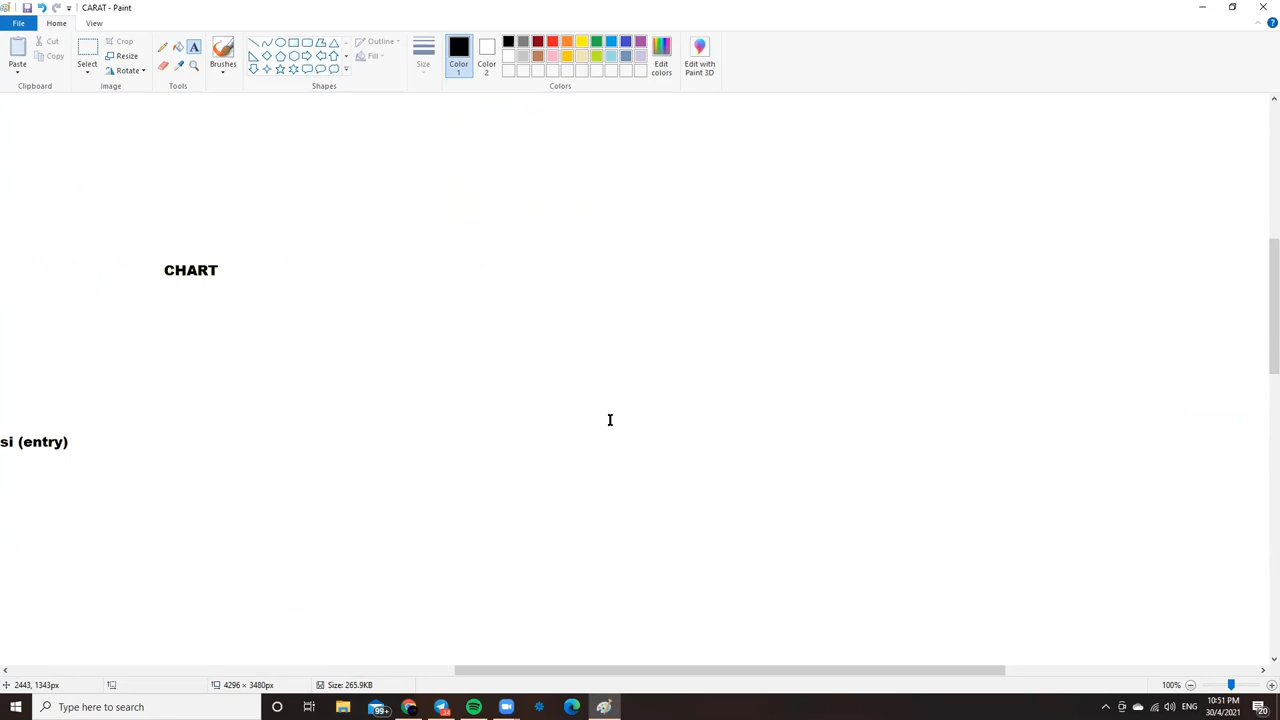 CARAT - Paint
File Home View
Paste
Cut
Copy
Clipboard
Select
Crop
Resize
Rotate
Image
Tools
Brushes
Shapes
Outline
Fill
Size
Color 1
Color 2
Colors
Edit colors
Edit with Paint 3D
CHART
si (entry)
2443, 1343px
4296 × 3480px
Size: 265.9KB
100%
Type here to search
99+
ENG
10:51 PM
30/4/2021
20